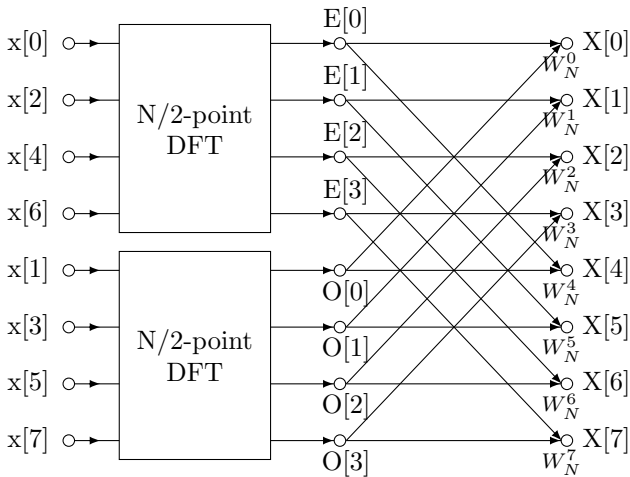 x[0]
x[2]
x[4]
x[6]
x[1]
x[3]
x[5]
x[7]
N/2-point
DFT
N/2-point
DFT
E[0]
E[1]
E[2]
E[3]
O[0]
O[1]
O[2]
O[3]
W_N^0
W_N^1
W_N^2
W_N^3
W_N^4
W_N^5
W_N^6
W_N^7
X[0]
X[1]
X[2]
X[3]
X[4]
X[5]
X[6]
X[7]